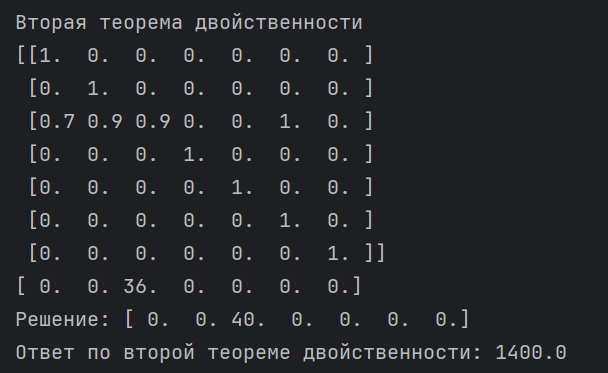 Вторая теорема двойственности
[[1.  0.  0.  0.  0.  0.  0. ]
 [0.  1.  0.  0.  0.  0.  0. ]
 [0.7 0.9 0.9 0.  0.  1.  0. ]
 [0.  0.  0.  1.  0.  0.  0. ]
 [0.  0.  0.  0.  1.  0.  0. ]
 [0.  0.  0.  0.  0.  1.  0. ]
 [0.  0.  0.  0.  0.  0.  1. ]]
[ 0.  0. 36.  0.  0.  0.  0.]
Решение: [ 0.  0. 40.  0.  0.  0.  0.]
Ответ по второй теореме двойственности: 1400.0